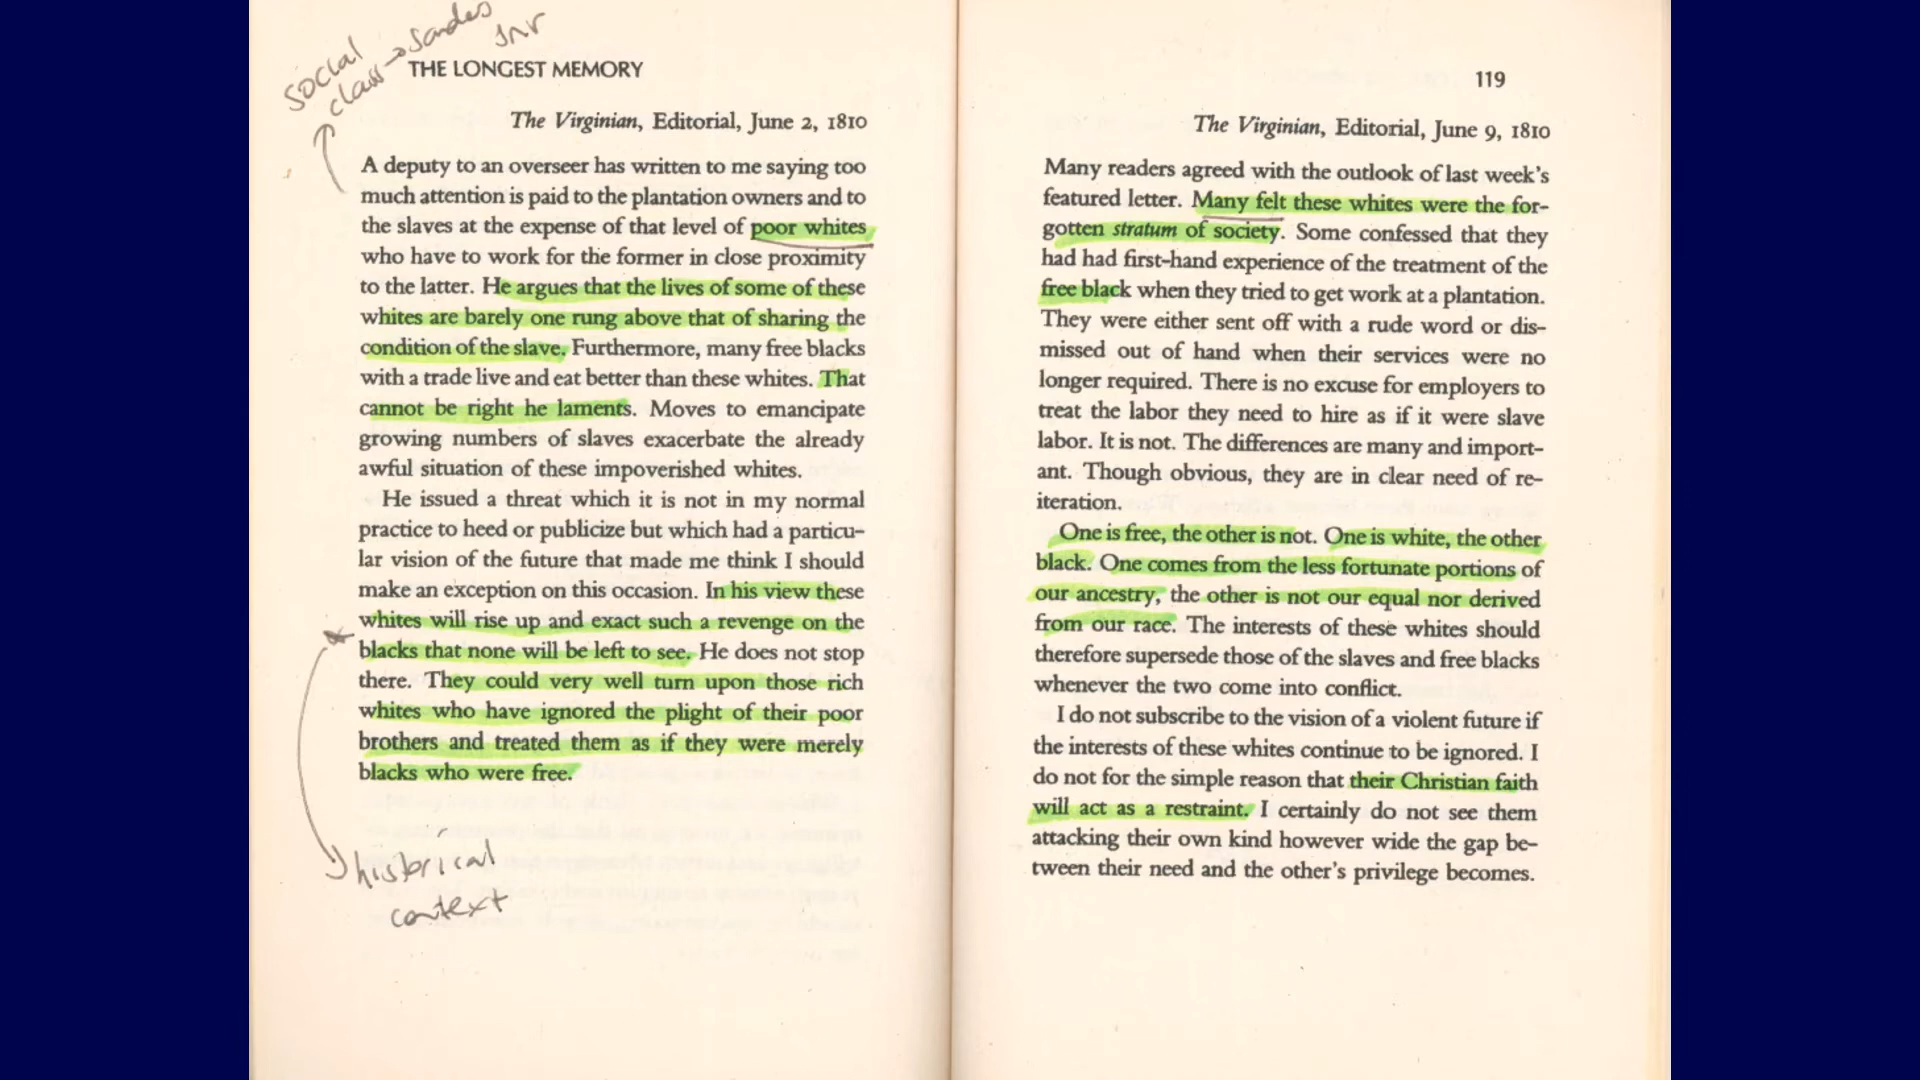 social
class → Sandes
snr
THE LONGEST MEMORY
The Virginian, Editorial, June 2, 1810
A deputy to an overseer has written to me saying too
much attention is paid to the plantation owners and to
the slaves at the expense of that level of poor whites
who have to work for the former in close proximity
to the latter. He argues that the lives of some of these
whites are barely one rung above that of sharing the
condition of the slave. Furthermore, many free blacks
with a trade live and eat better than these whites. That
cannot be right he laments. Moves to emancipate
growing numbers of slaves exacerbate the already
awful situation of these impoverished whites.
He issued a threat which it is not in my normal
practice to heed or publicize but which had a particu-
lar vision of the future that made me think I should
make an exception on this occasion. In his view these
whites will rise up and exact such a revenge on the
blacks that none will be left to see. He does not stop
there. They could very well turn upon those rich
whites who have ignored the plight of their poor
brothers and treated them as if they were merely
blacks who were free.
historical
context
119
The Virginian, Editorial, June 9, 1810
Many readers agreed with the outlook of last week's
featured letter. Many felt these whites were the for-
gotten stratum of society. Some confessed that they
had had first-hand experience of the treatment of the
free black when they tried to get work at a plantation.
They were either sent off with a rude word or dis-
missed out of hand when their services were no
longer required. There is no excuse for employers to
treat the labor they need to hire as if it were slave
labor. It is not. The differences are many and import-
ant. Though obvious, they are in clear need of re-
iteration.
One is free, the other is not. One is white, the other
black. One comes from the less fortunate portions of
our ancestry, the other is not our equal nor derived
from our race. The interests of these whites should
therefore supersede those of the slaves and free blacks
whenever the two come into conflict.
I do not subscribe to the vision of a violent future if
the interests of these whites continue to be ignored. I
do not for the simple reason that their Christian faith
will act as a restraint. I certainly do not see them
attacking their own kind however wide the gap be-
tween their need and the other's privilege becomes.